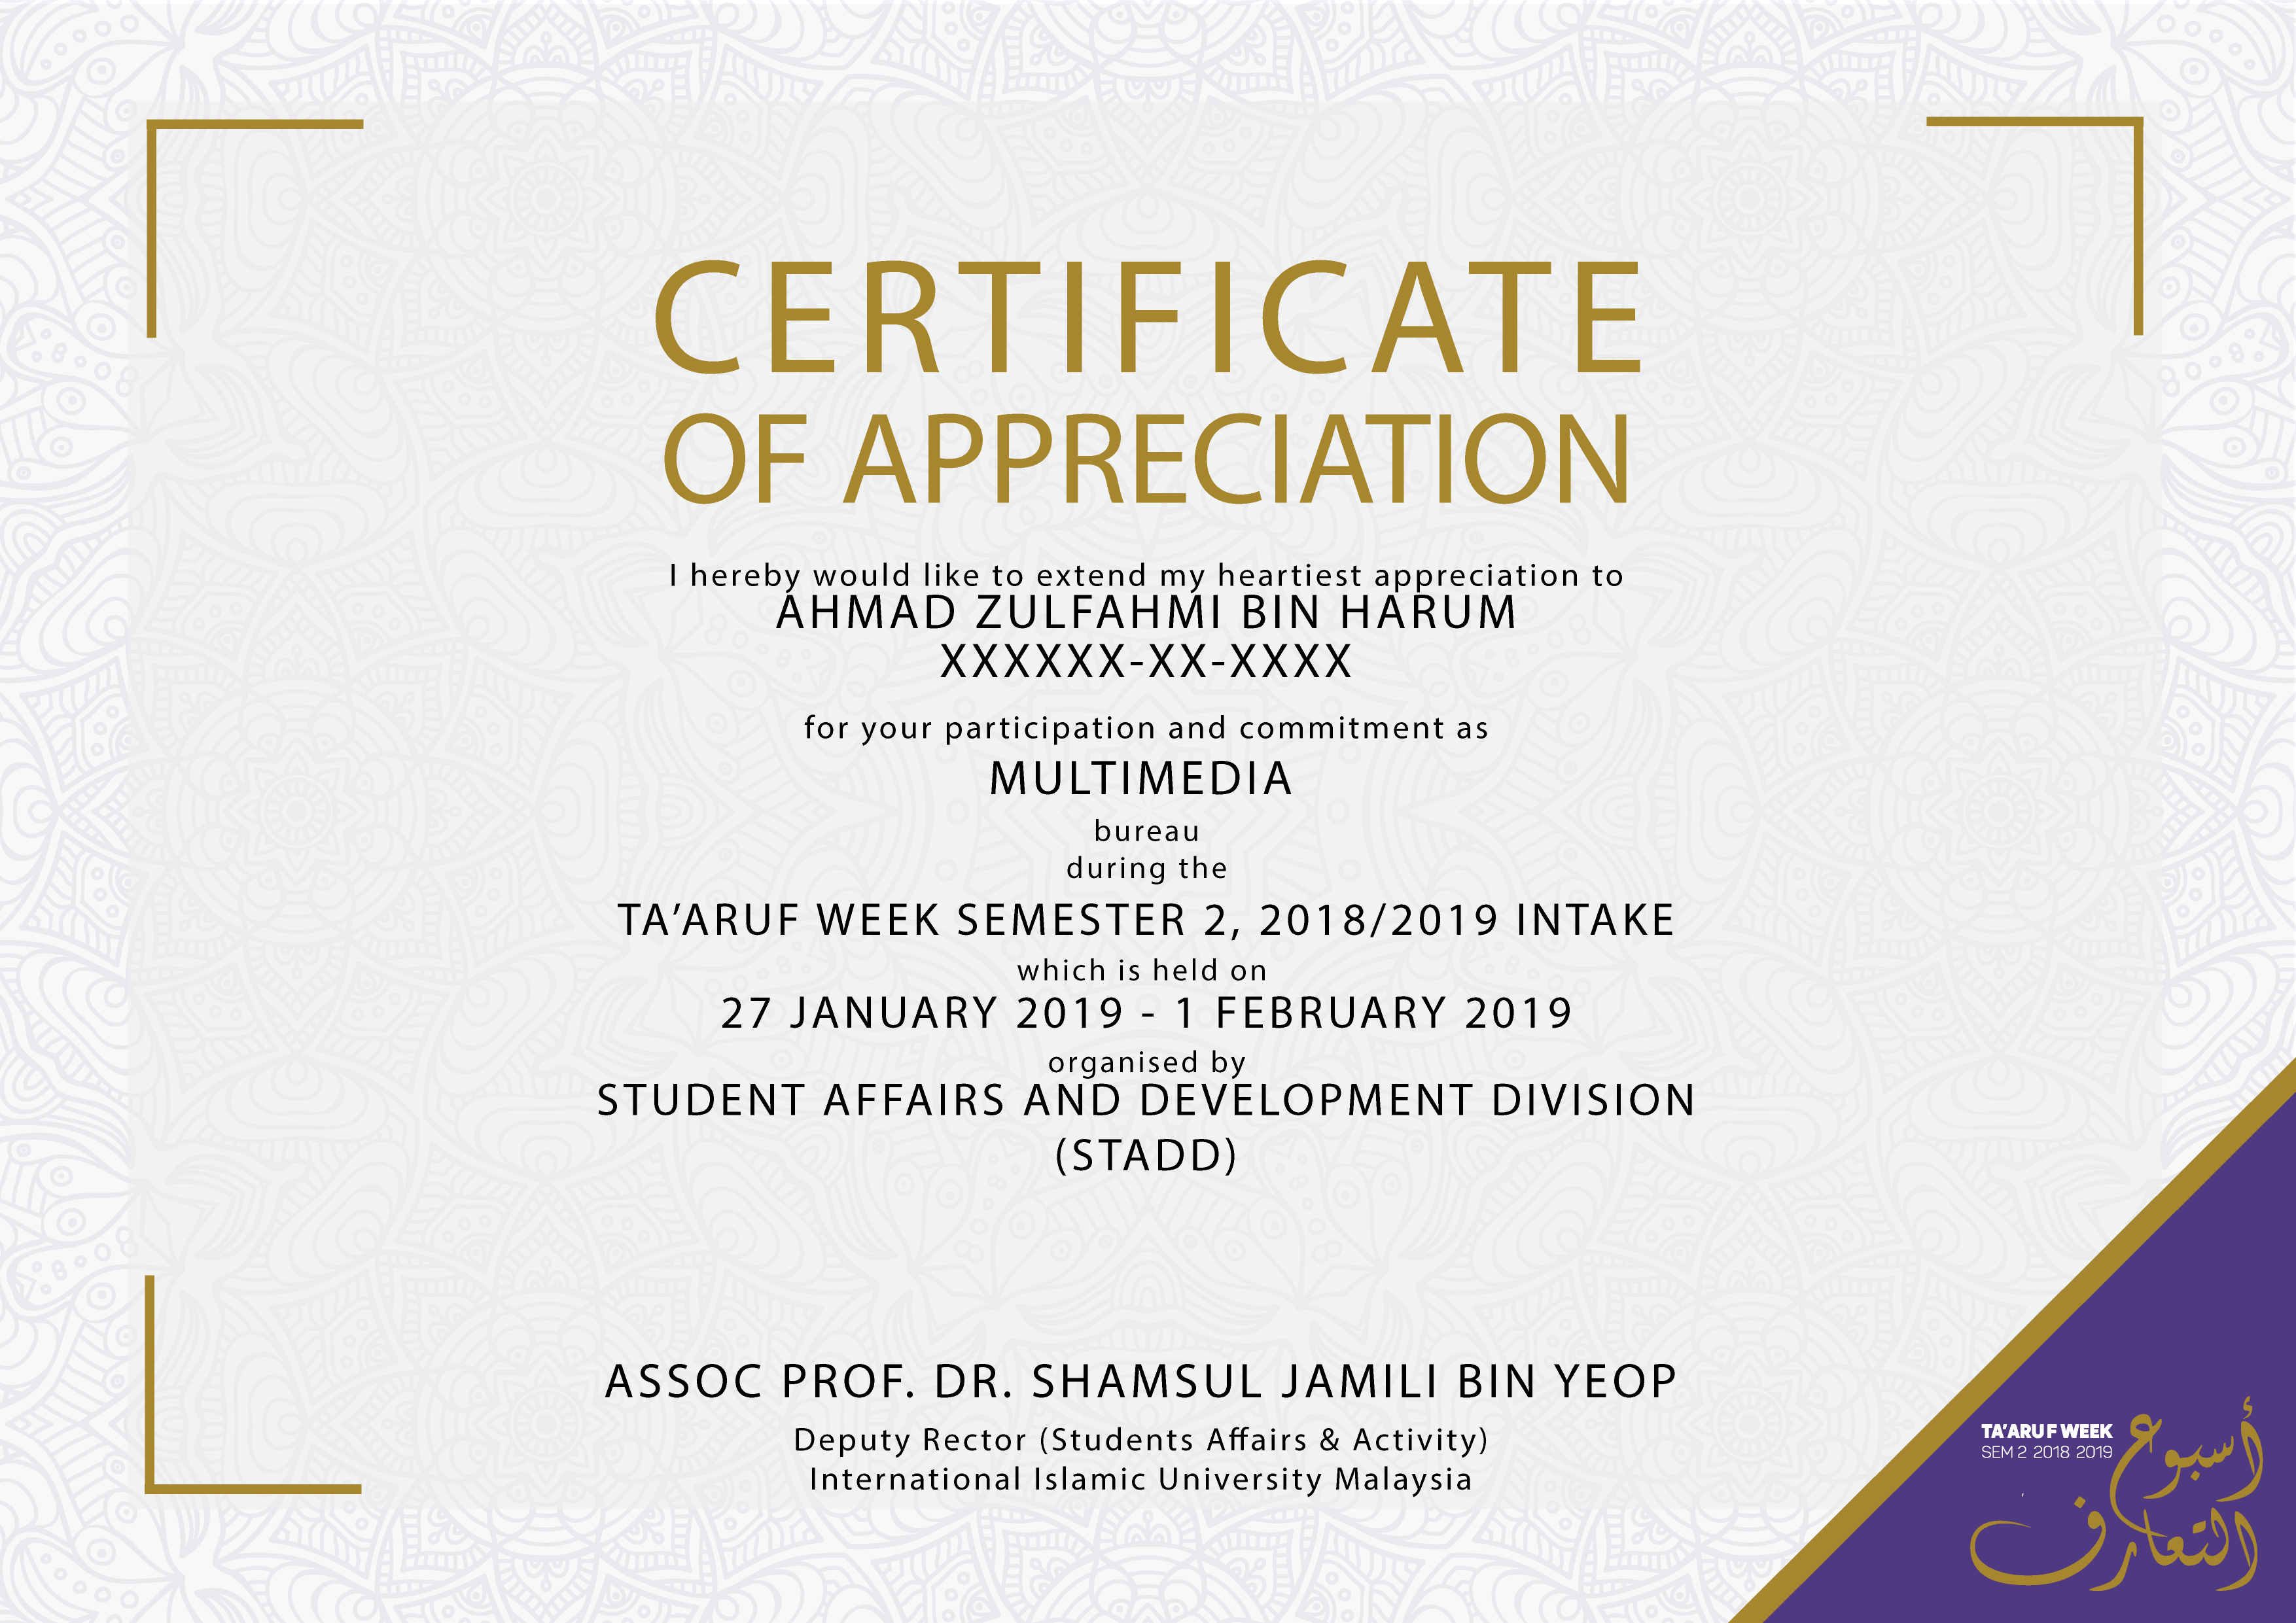 CERTIFICATE
OF APPRECIATION
I hereby would like to extend my heartiest appreciation to
AHMAD ZULFAHMI BIN HARUM
XXXXXX-XX-XXXX
for your participation and commitment as
MULTIMEDIA
bureau
during the
TA’ARUF WEEK SEMESTER 2, 2018/2019 INTAKE
which is held on
27 JANUARY 2019 - 1 FEBRUARY 2019
organised by
STUDENT AFFAIRS AND DEVELOPMENT DIVISION
(STADD)
ASSOC PROF. DR. SHAMSUL JAMILI BIN YEOP
Deputy Rector (Students Affairs & Activity)
International Islamic University Malaysia
TA’ARUF WEEK
SEM 2 2018 2019
أسبوع
التعارف